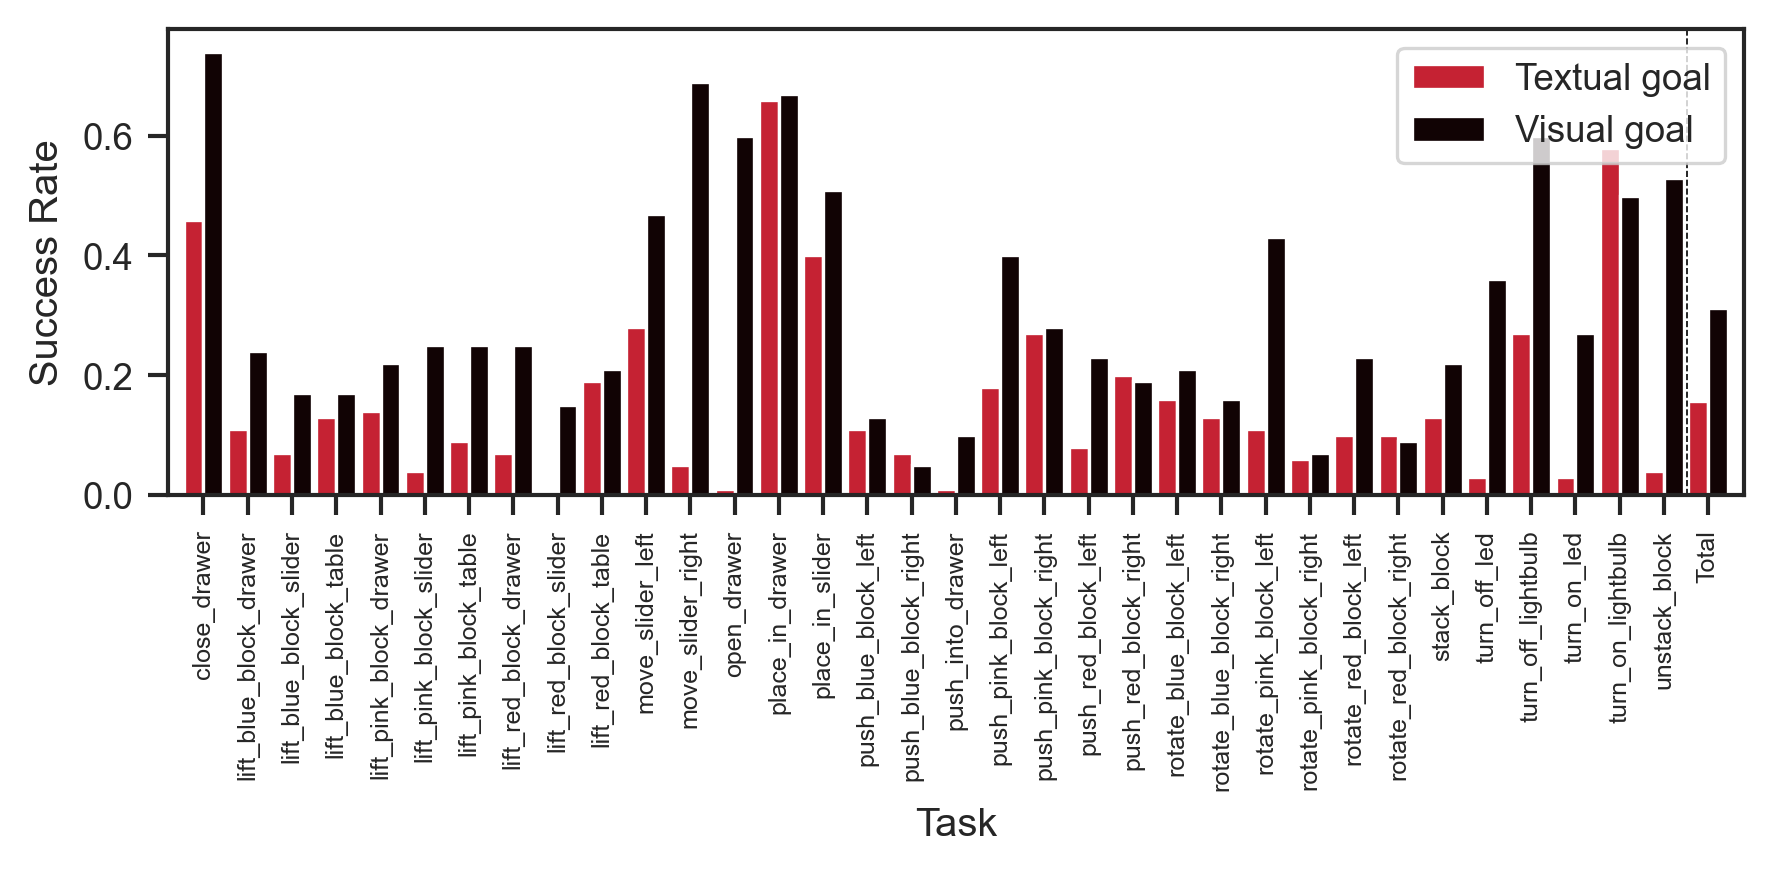 Success Rate
0.6
0.4
0.2
0.0
Textual goal
Visual goal
close_drawer
lift_blue_block_drawer
lift_blue_block_slider
lift_blue_block_table
lift_pink_block_drawer
lift_pink_block_slider
lift_pink_block_table
lift_red_block_drawer
lift_red_block_slider
lift_red_block_table
move_slider_left
move_slider_right
open_drawer
place_in_drawer
place_in_slider
push_blue_block_left
push_blue_block_right
push_into_drawer
push_pink_block_left
push_pink_block_right
push_red_block_left
push_red_block_right
rotate_blue_block_left
rotate_blue_block_right
rotate_pink_block_left
rotate_pink_block_right
rotate_red_block_left
rotate_red_block_right
stack_block
turn_off_led
turn_off_lightbulb
turn_on_led
turn_on_lightbulb
unstack_block
Total
Task